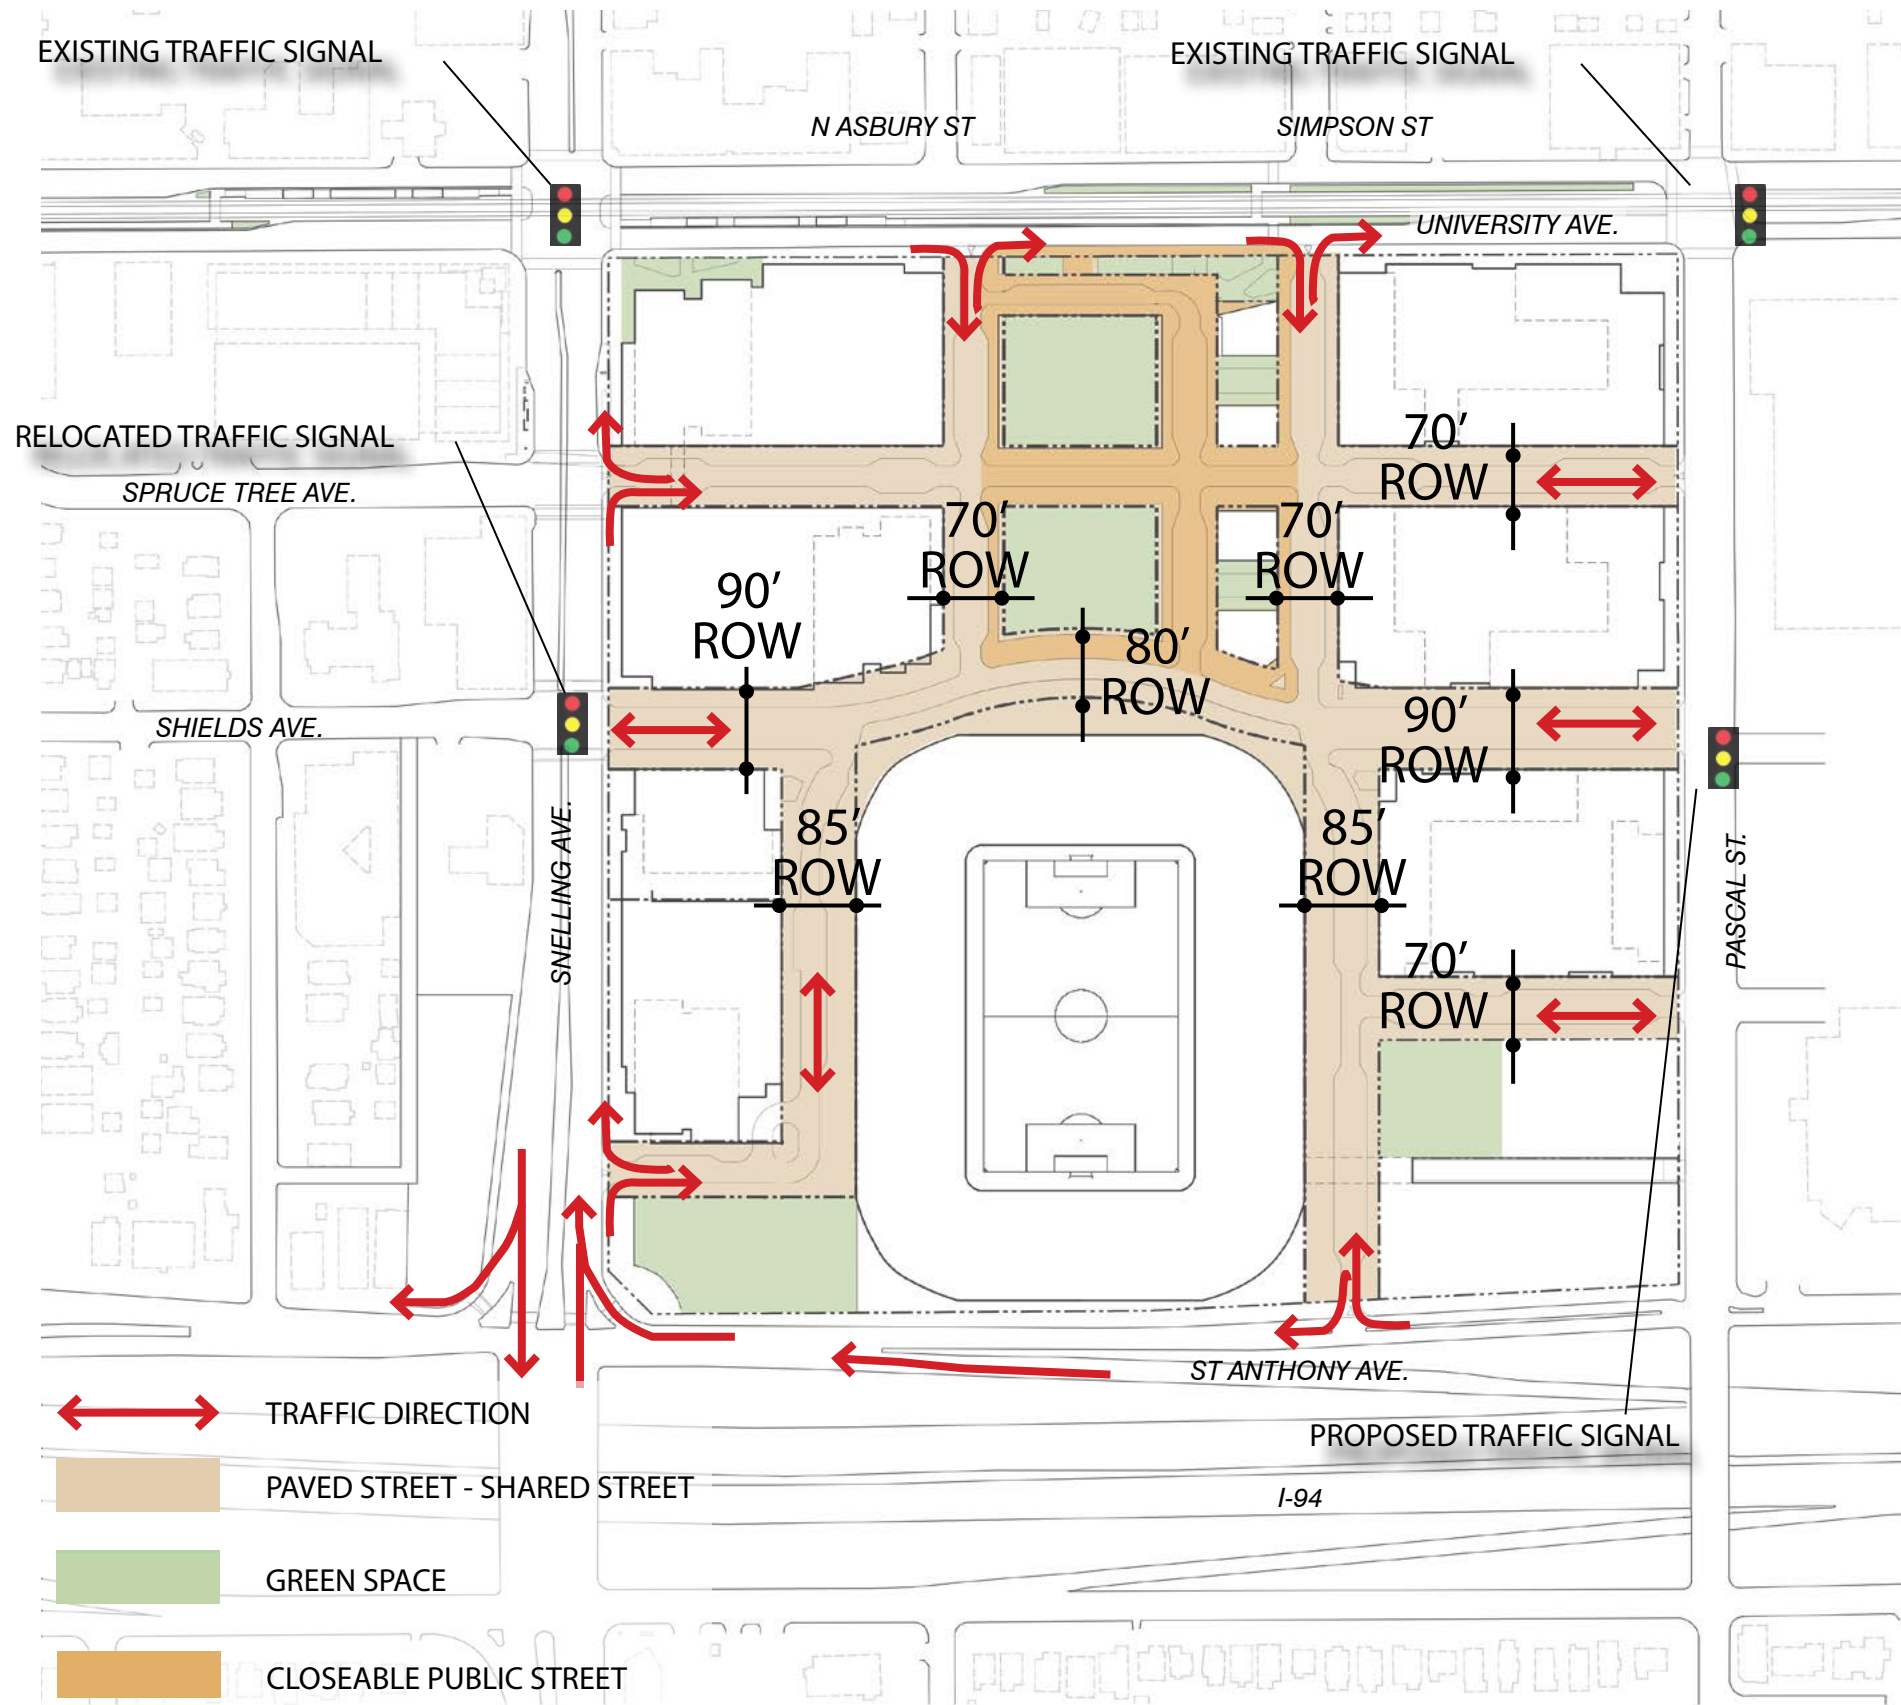 EXISTING TRAFFIC SIGNAL
EXISTING TRAFFIC SIGNAL
N ASBURY ST
SIMPSON ST
UNIVERSITY AVE.
RELOCATED TRAFFIC SIGNAL
SPRUCE TREE AVE.
70'
ROW
70'
ROW
70'
ROW
90'
ROW
80'
ROW
SHIELDS AVE.
90'
ROW
SNELLING AVE.
85'
ROW
85'
ROW
PASCAL ST.
70'
ROW
ST ANTHONY AVE.
TRAFFIC DIRECTION
PROPOSED TRAFFIC SIGNAL
PAVED STREET - SHARED STREET
I-94
GREEN SPACE
CLOSEABLE PUBLIC STREET